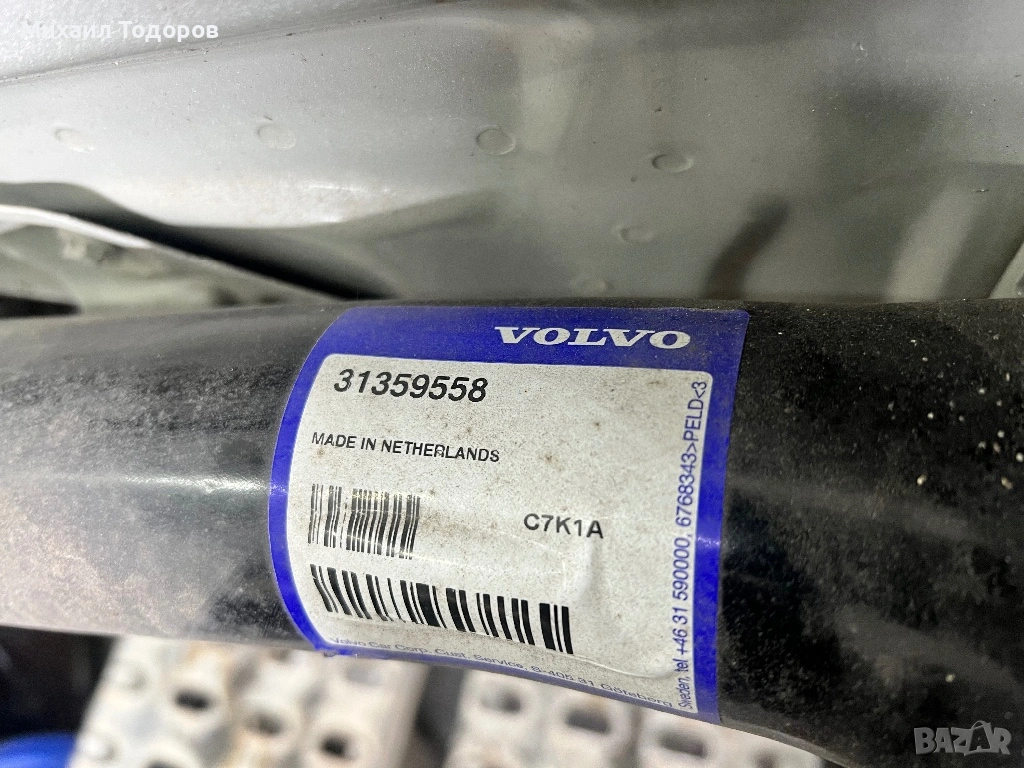 Михаил Тодоров
VOLVO
31359558
MADE IN NETHERLANDS
C7K1A
Volvo Car Corp. Cust. Service, S-405 31 Göteborg
Sweden, tel +46 31 590000, 6768343>PELD<3
BAZAR